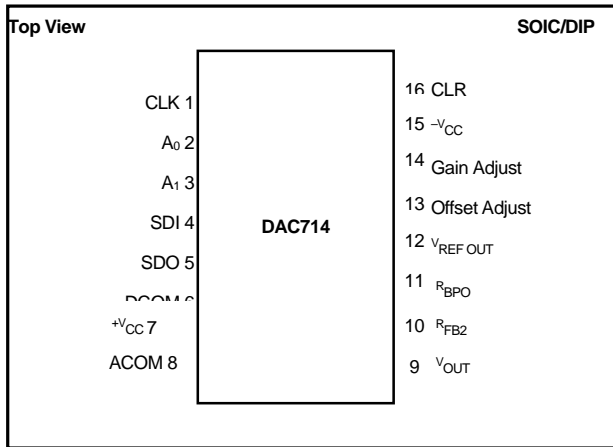 Top View
SOIC/DIP
CLK 1
A0 2
A1 3
SDI 4
SDO 5
DCOM 6
+VCC 7
ACOM 8
DAC714
16 CLR
15 –VCC
14 Gain Adjust
13 Offset Adjust
12 VREF OUT
11 RBPO
10 RFB2
9 VOUT